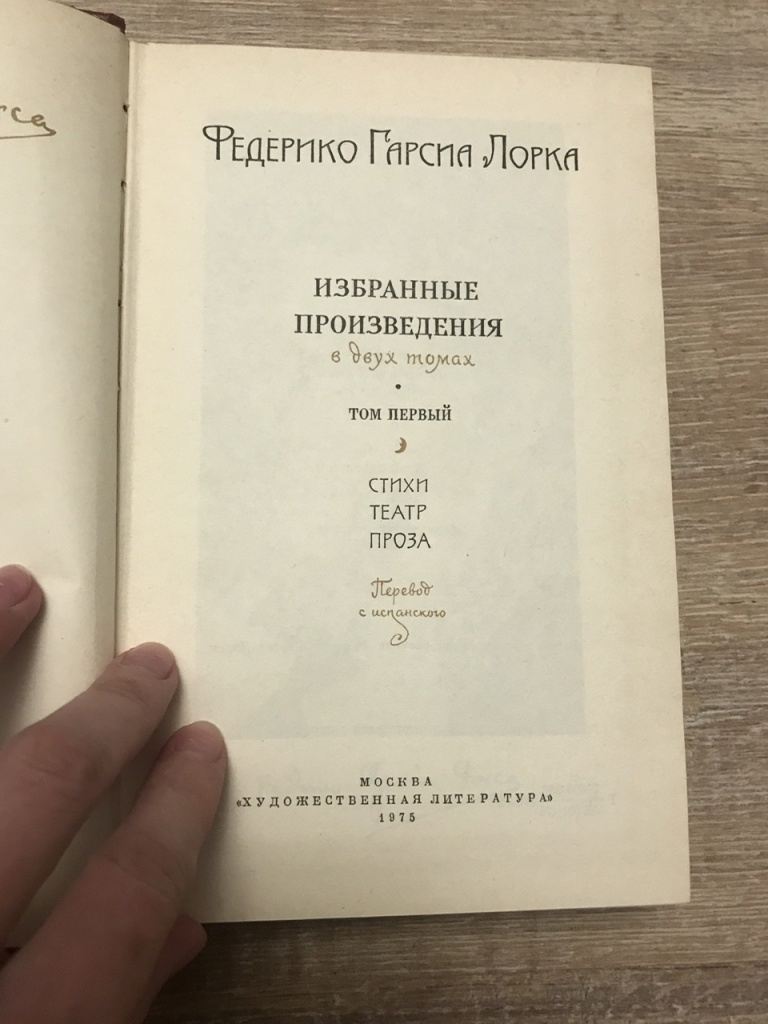 Федерико Гарсиа Лорка
ИЗБРАННЫЕ
ПРОИЗВЕДЕНИЯ
в двух томах
ТОМ ПЕРВЫЙ
СТИХИ
ТЕАТР
ПРОЗА
Перевод
с испанского
МОСКВА
«ХУДОЖЕСТВЕННАЯ ЛИТЕРАТУРА»
1975